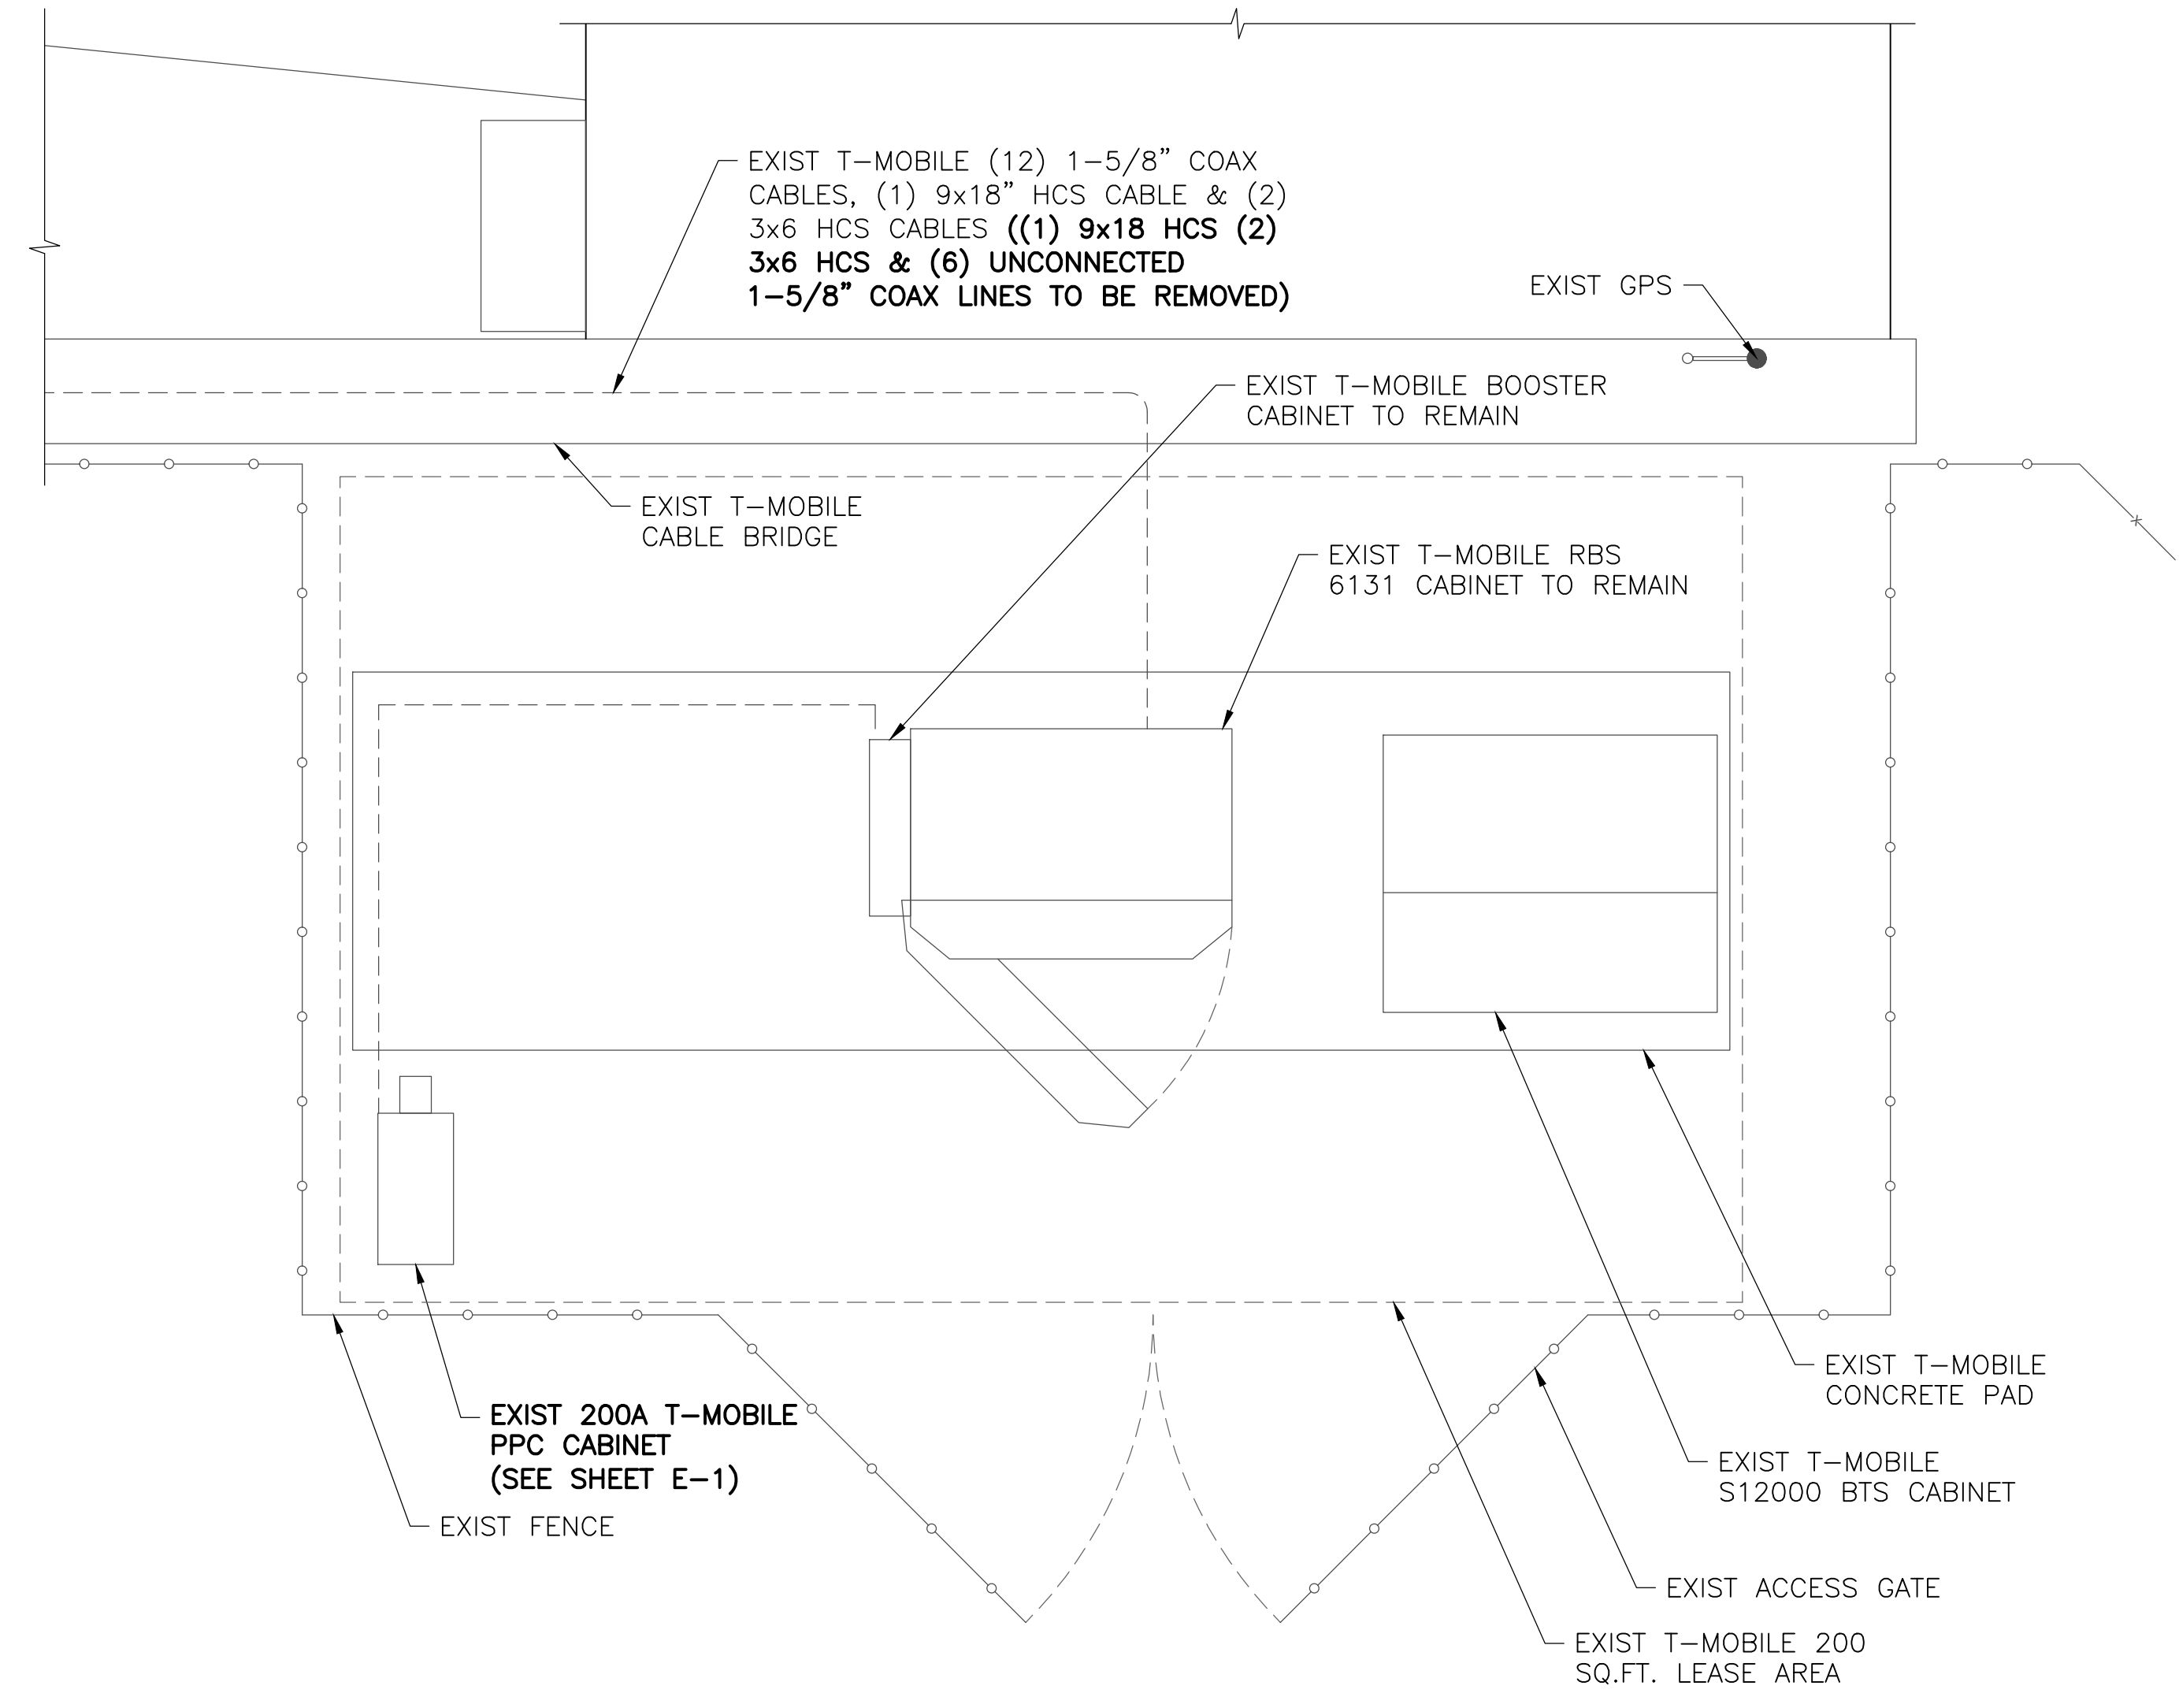 EXIST T-MOBILE (12) 1-5/8" COAX
CABLES, (1) 9x18" HCS CABLE & (2)
3x6 HCS CABLES ((1) 9x18 HCS (2)
3x6 HCS & (6) UNCONNECTED
1-5/8" COAX LINES TO BE REMOVED)
EXIST GPS
EXIST T-MOBILE BOOSTER
CABINET TO REMAIN
EXIST T-MOBILE
CABLE BRIDGE
EXIST T-MOBILE RBS
6131 CABINET TO REMAIN
EXIST T-MOBILE
CONCRETE PAD
EXIST 200A T-MOBILE
PPC CABINET
(SEE SHEET E-1)
EXIST T-MOBILE
S12000 BTS CABINET
EXIST FENCE
EXIST ACCESS GATE
EXIST T-MOBILE 200
SQ.FT. LEASE AREA